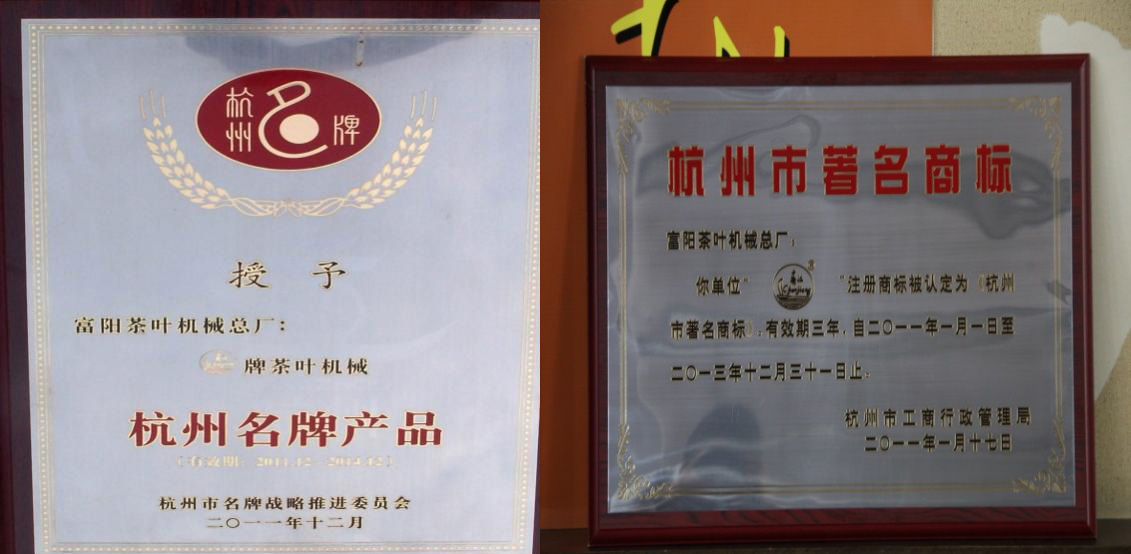 杭州
名
牌
授 予
富阳茶叶机械总厂：
牌茶叶机械
杭州名牌产品
（有效期：2011.12－2014.12）
杭州市名牌战略推进委员会
二〇一一年十二月
杭州市著名商标
富阳茶叶机械总厂：
你单位“ ”注册商标被认定为《杭州
市著名商标》，有效期三年，自二〇一一年一月一日至
二〇一三年十二月三十一日止。
杭州市工商行政管理局
二〇一一年一月十七日